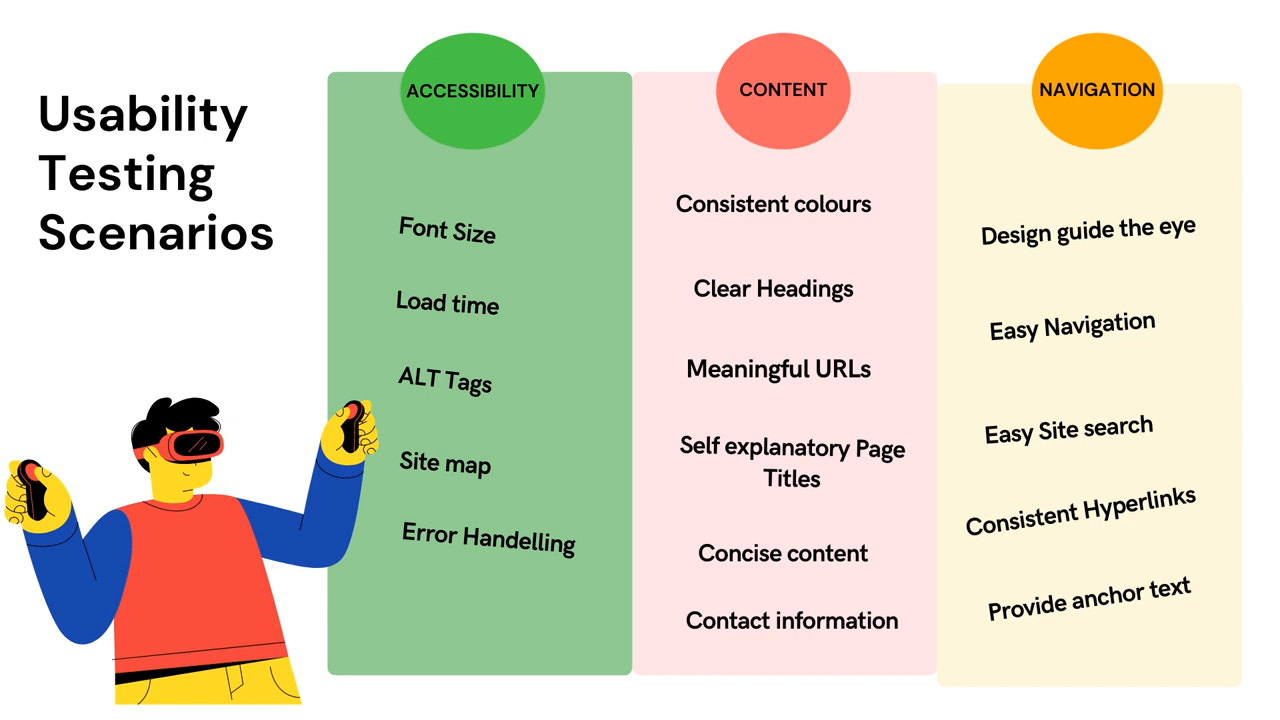 Usability
Testing
Scenarios
ACCESSIBILITY
Font Size
Load time
ALT Tags
Site map
Error Handelling
CONTENT
Consistent colours
Clear Headings
Meaningful URLs
Self explanatory Page
Titles
Concise content
Contact information
NAVIGATION
Design guide the eye
Easy Navigation
Easy Site search
Consistent Hyperlinks
Provide anchor text